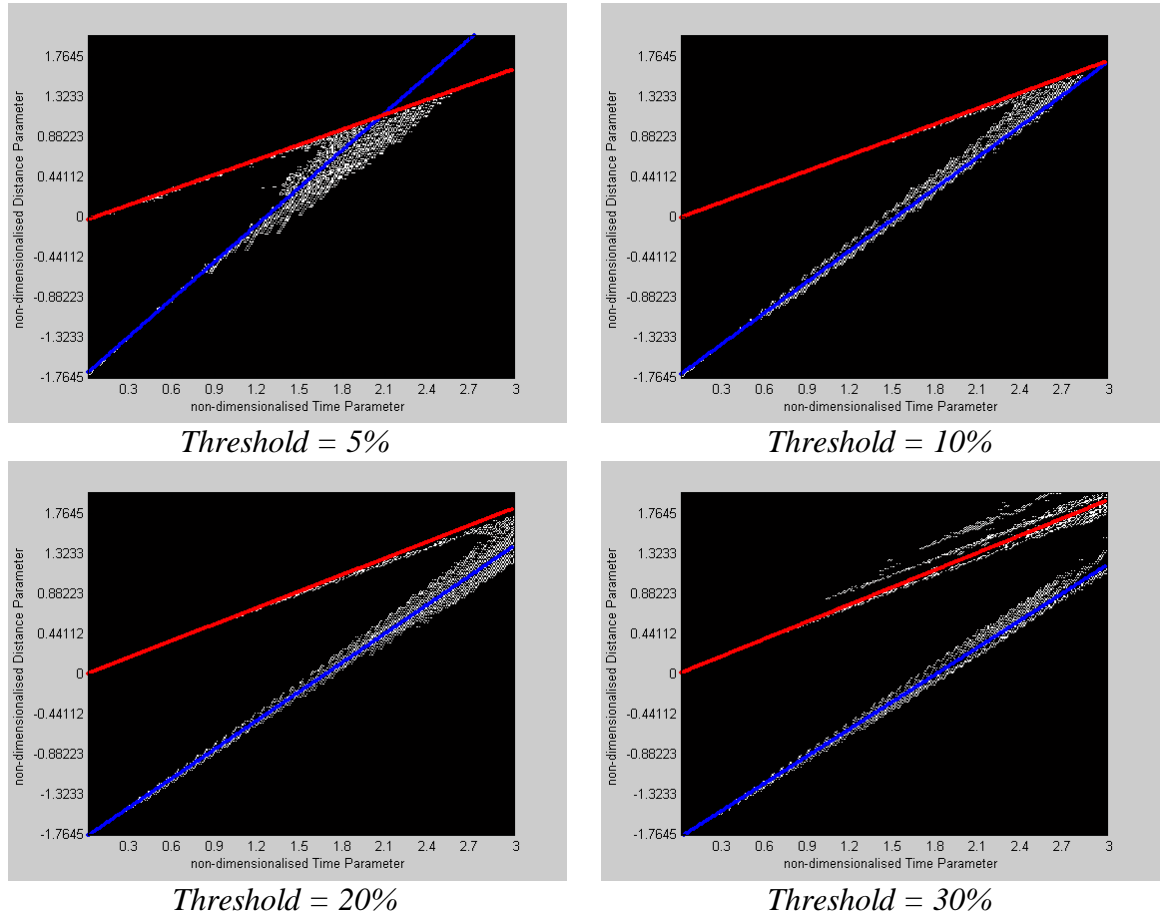 1.7645
1.3233
0.88223
0.44112
0
-0.44112
-0.88223
-1.3233
-1.7645
non-dimensionalised Distance Parameter
0.3 0.6 0.9 1.2 1.5 1.8 2.1 2.4 2.7 3
non-dimensionalised Time Parameter
Threshold = 5%
1.7645
1.3233
0.88223
0.44112
0
-0.44112
-0.88223
-1.3233
-1.7645
non-dimensionalised Distance Parameter
0.3 0.6 0.9 1.2 1.5 1.8 2.1 2.4 2.7 3
non-dimensionalised Time Parameter
Threshold = 10%
1.7645
1.3233
0.88223
0.44112
0
-0.44112
-0.88223
-1.3233
-1.7645
non-dimensionalised Distance Parameter
0.3 0.6 0.9 1.2 1.5 1.8 2.1 2.4 2.7 3
non-dimensionalised Time Parameter
Threshold = 20%
1.7645
1.3233
0.88223
0.44112
0
-0.44112
-0.88223
-1.3233
-1.7645
non-dimensionalised Distance Parameter
0.3 0.6 0.9 1.2 1.5 1.8 2.1 2.4 2.7 3
non-dimensionalised Time Parameter
Threshold = 30%